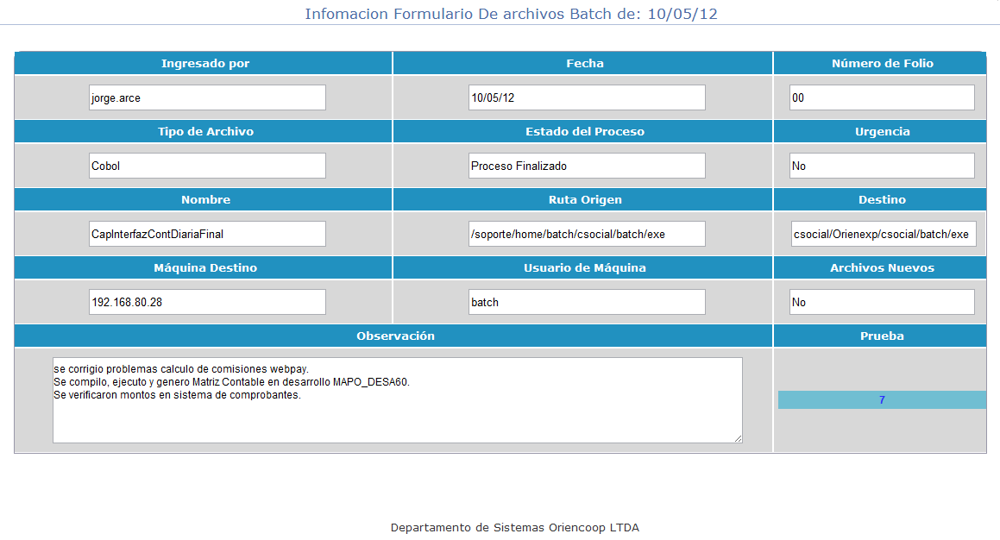 Infomacion Formulario De archivos Batch de: 10/05/12
Ingresado por Fecha Número de Folio
jorge.arce 10/05/12 00
Tipo de Archivo Estado del Proceso Urgencia
Cobol Proceso Finalizado No
Nombre Ruta Origen Destino
CapInterfazContDiariaFinal /soporte/home/batch/csocial/batch/exe csocial/Orienexp/csocial/batch/exe
Máquina Destino Usuario de Máquina Archivos Nuevos
192.168.80.28 batch No
Observación Prueba
se corrigio problemas calculo de comisiones webpay.
Se compilo, ejecuto y genero Matriz Contable en desarrollo MAPO_DESA60.
Se verificaron montos en sistema de comprobantes.
7
Departamento de Sistemas Oriencoop LTDA